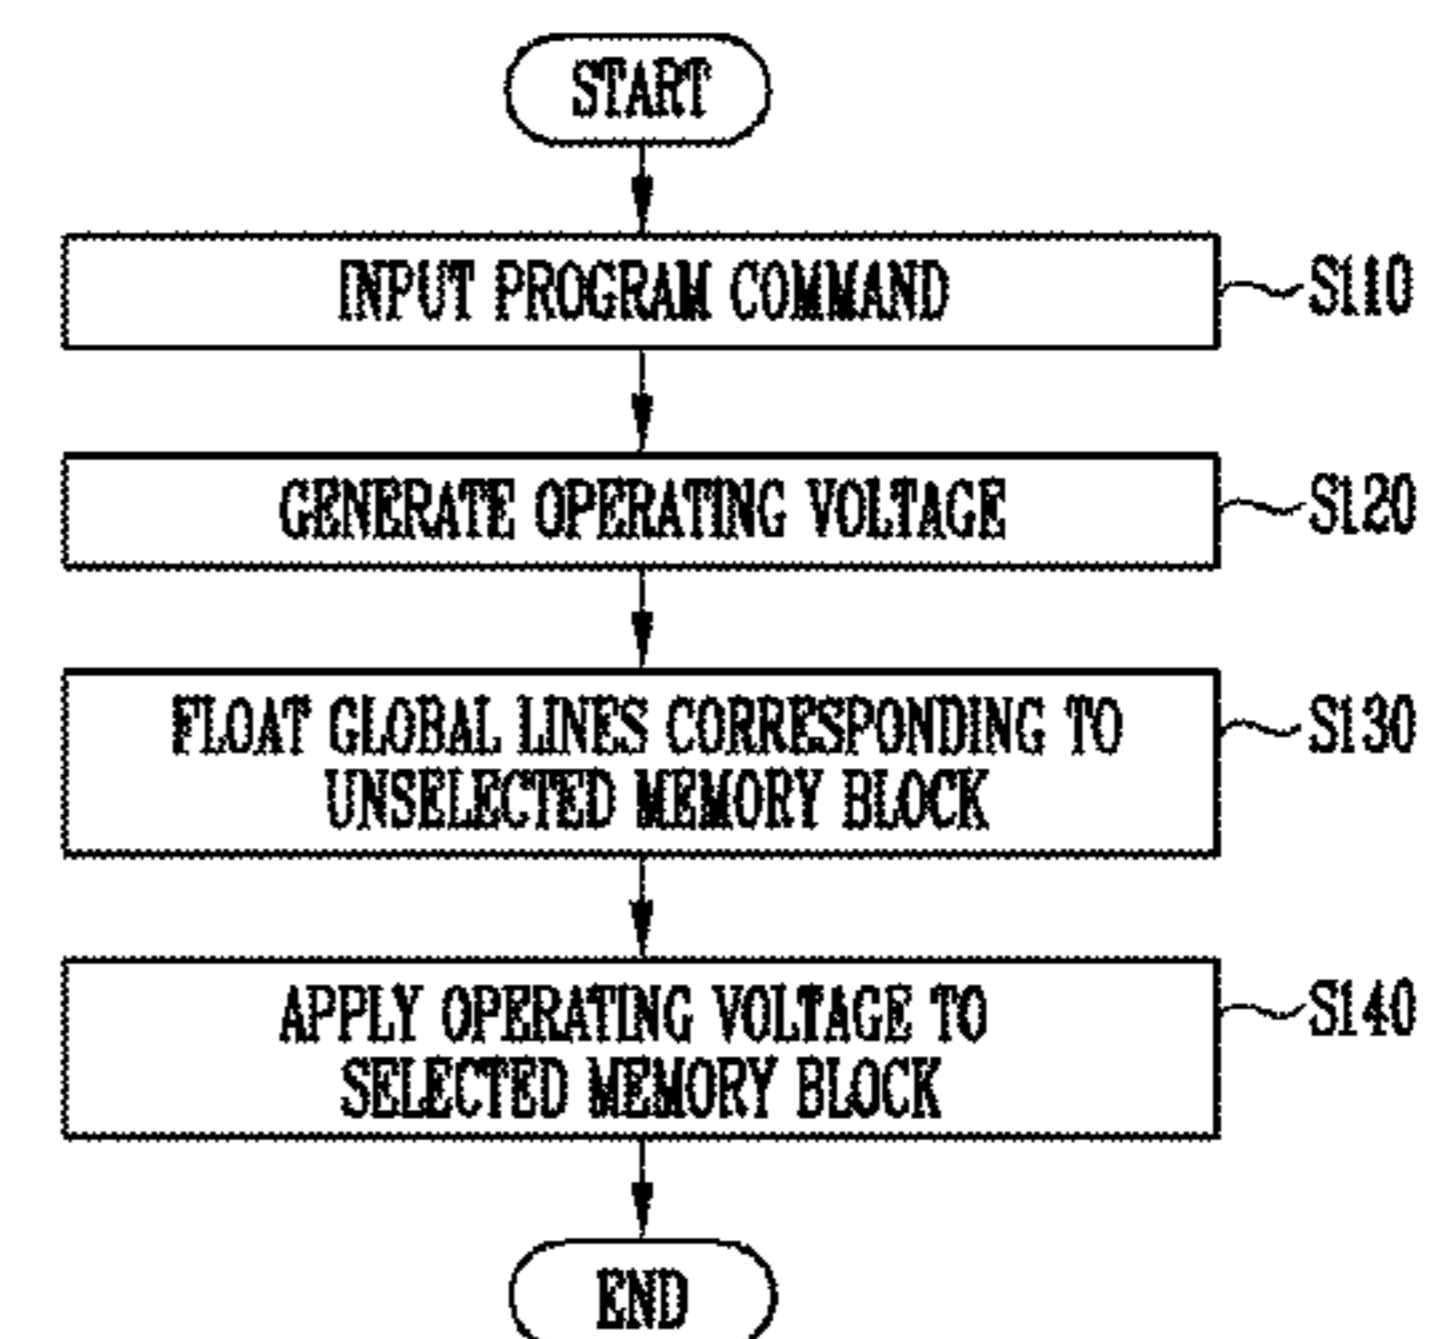 START
INPUT PROGRAM COMMAND
S110
GENERATE OPERATING VOLTAGE
S120
FLOAT GLOBAL LINES CORRESPONDING TO
UNSELECTED MEMORY BLOCK
S130
APPLY OPERATING VOLTAGE TO
SELECTED MEMORY BLOCK
S140
END